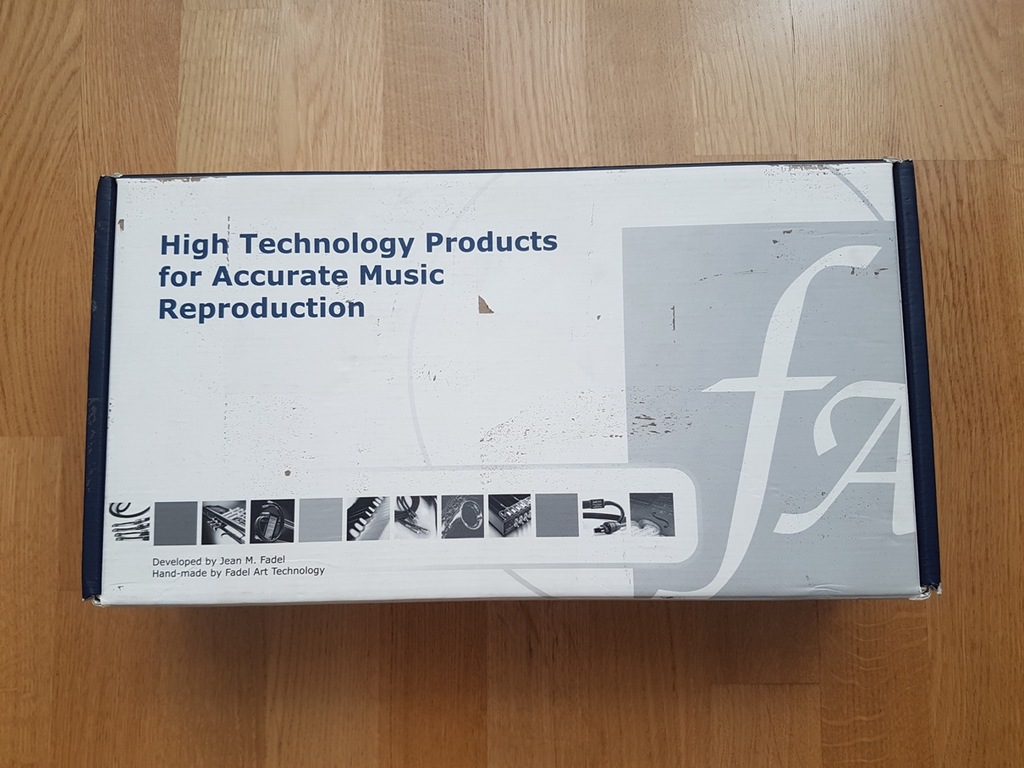 High Technology Products
for Accurate Music
Reproduction
fA
Developed by Jean M. Fadel
Hand-made by Fadel Art Technology